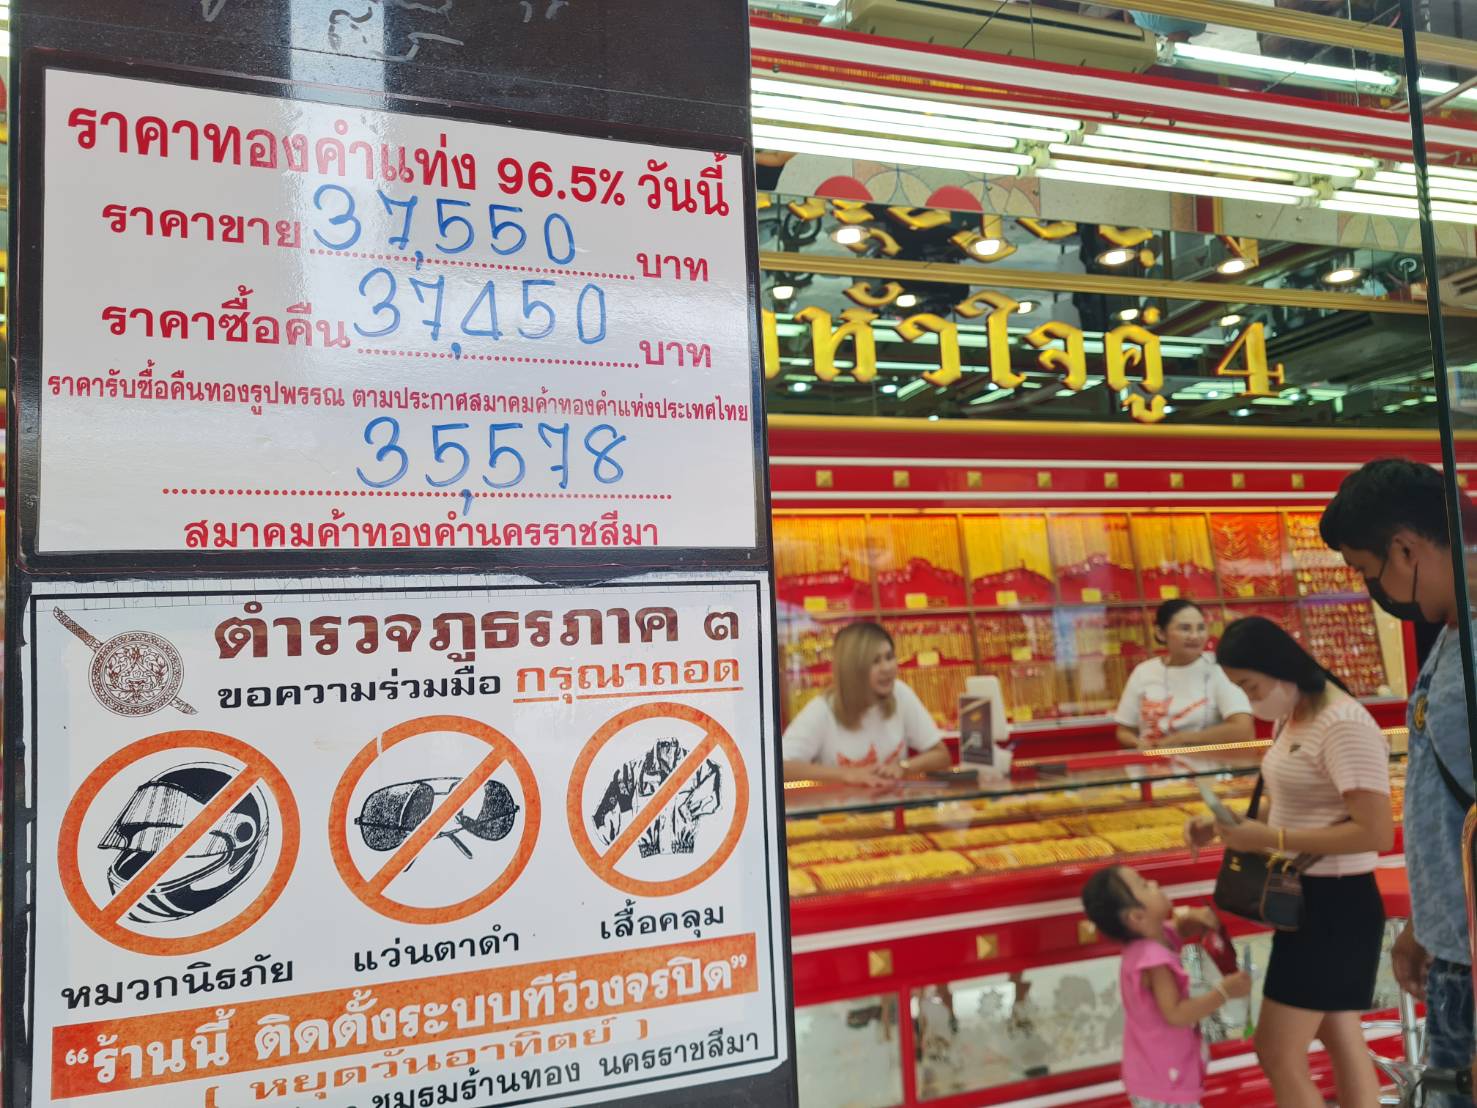 ราคาทองคำแท่ง 96.5% วันนี้
ราคาขาย 37,550 บาท
ราคาซื้อคืน 37,450 บาท
ราคารับซื้อคืนทองรูปพรรณ ตามประกาศสมาคมค้าทองคำแห่งประเทศไทย
35,578
สมาคมค้าทองคำนครราชสีมา
ตำรวจภูธรภาค ๓
ขอความร่วมมือ กรุณาถอด
หมวกนิรภัย
แว่นตาดำ
เสื้อคลุม
“ร้านนี้ ติดตั้งระบบทีวีวงจรปิด”
( หยุดวันอาทิตย์ )
ชมรมร้านทอง นครราชสีมา
หัวใจคู่ 4